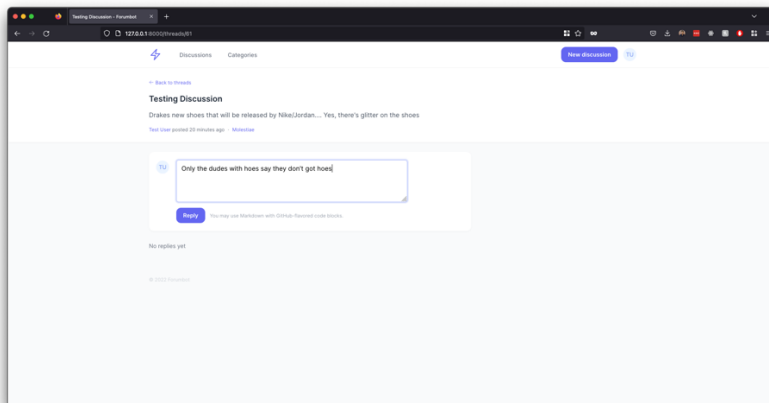 Testing Discussion - Forumbot
127.0.0.1:8000/threads/81
90
Discussions Categories New discussion TU
← Back to threads
Testing Discussion
Drakes new shoes that will be released by Nike/Jordan.... Yes, there's glitter on the shoes
Test User posted 20 minutes ago · Molestiae
TU
Only the dudes with hoes say they don't got hoes
Reply You may use Markdown with GitHub flavored code blocks.
No replies yet
© 2022 Forumbot